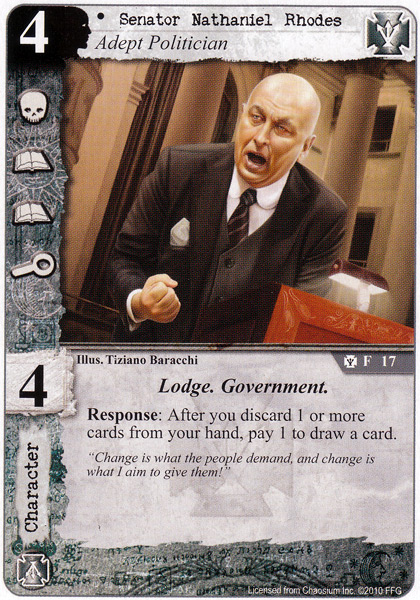 4
• Senator Nathaniel Rhodes
Adept Politician
Illus. Tiziano Baracchi
F 17
4
Lodge. Government.
Response: After you discard 1 or more
cards from your hand, pay 1 to draw a card.
“Change is what the people demand, and change is
what I aim to give them!”
Character
Licensed from Chaosium Inc. ©2010 FFG